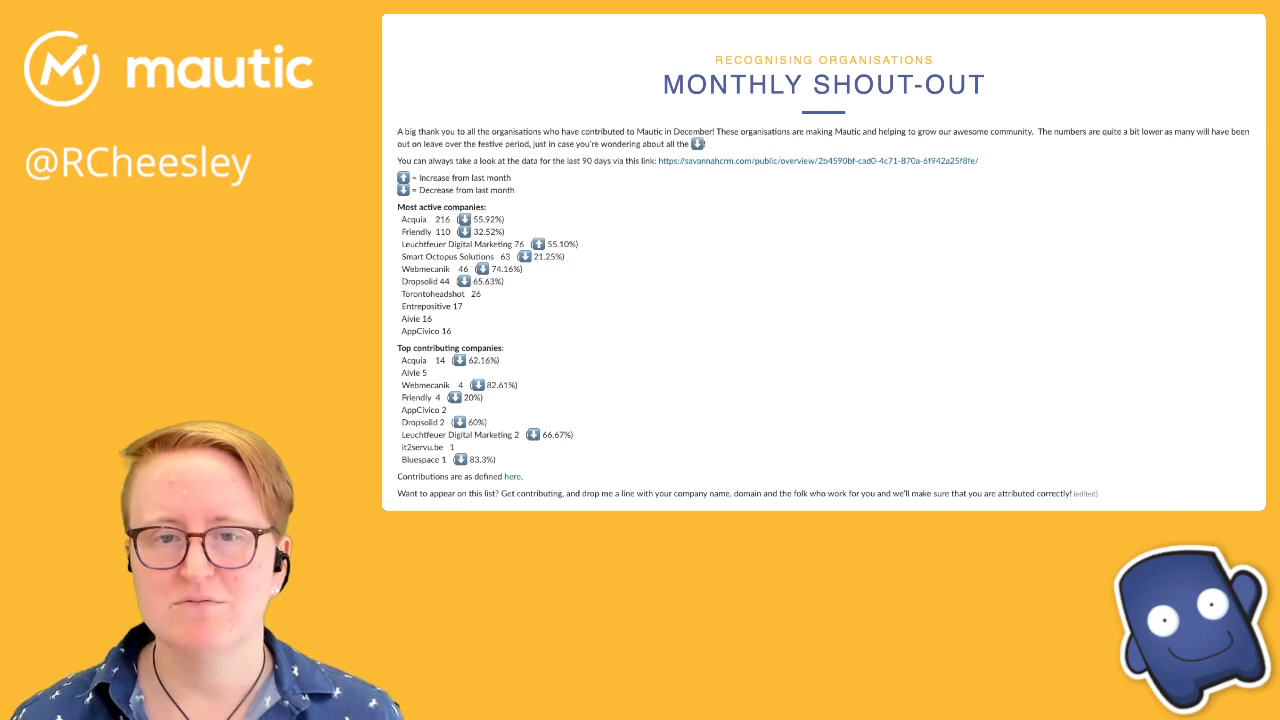 mautic
@RCheesley
RECOGNISING ORGANISATIONS
MONTHLY SHOUT-OUT
A big thank you to all the organisations who have contributed to Mautic in December! These organisations are making Mautic and helping to grow our awesome community. The numbers are quite a bit lower as many will have been
out on leave over the festive period, just in case you're wondering about all the ⬇️!
You can always take a look at the data for the last 90 days via this link: https://savannahcrm.com/public/overview/2b4590bf-cad0-4c71-870a-6f942a25f8fe/
⬆️ = Increase from last month
⬇️ = Decrease from last month
Most active companies:
Acquia 216 (⬇️ 55.92%)
Friendly 110 (⬇️ 32.52%)
Leuchtfeuer Digital Marketing 76 (⬆️ 55.10%)
Smart Octopus Solutions 63 (⬇️ 21.25%)
Webmecanik 46 (⬇️ 74.16%)
Dropsolid 44 (⬇️ 65.63%)
Torontoheadshot 26
Entrepositive 17
Aivie 16
AppCivico 16
Top contributing companies:
Acquia 14 (⬇️ 62.16%)
Aivie 5
Webmecanik 4 (⬇️ 82.61%)
Friendly 4 (⬇️ 20%)
AppCivico 2
Dropsolid 2 (⬇️ 60%)
Leuchtfeuer Digital Marketing 2 (⬇️ 66.67%)
it2servu.be 1
Bluespace 1 (⬇️ 83.3%)
Contributions are as defined here.
Want to appear on this list? Get contributing, and drop me a line with your company name, domain and the folk who work for you and we'll make sure that you are attributed correctly! (edited)